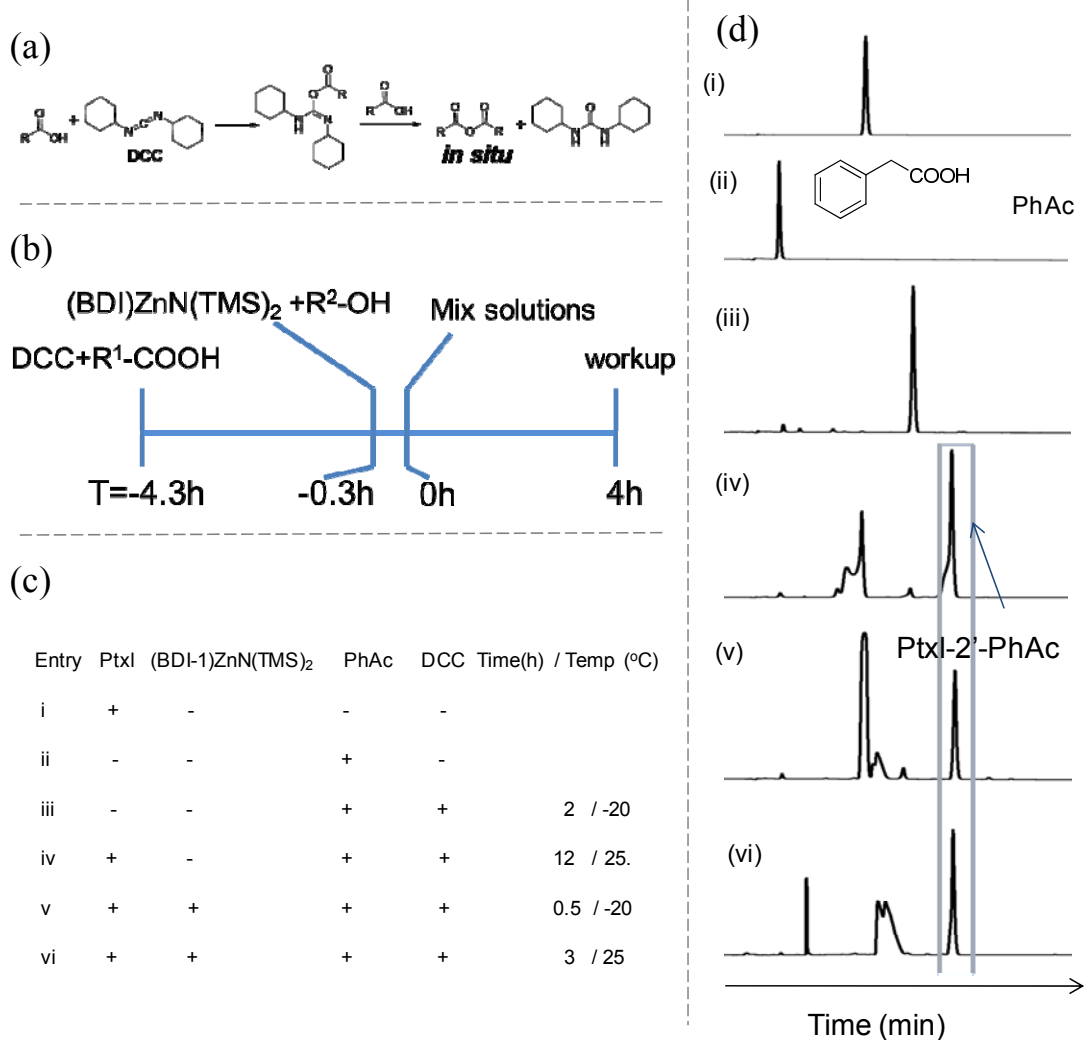 (a)
O
R
OH
+
N
C
N
DCC
O
O
R
N
H
N
O
R
OH
O
O
R
O
R
in situ
+
O
N
H
N
H
(b)
(BDI)ZnN(TMS)₂ +R²-OH
Mix solutions
DCC+R¹-COOH
workup
T=-4.3h
-0.3h
0h
4h
(c)
Entry PtxI (BDI-1)ZnN(TMS)₂ PhAc DCC Time(h) / Temp (ºC)
i + - - -
ii - - + -
iii - - + + 2 / -20
iv + - + + 12 / 25.
v + + + + 0.5 / -20
vi + + + + 3 / 25
(d)
(i)
(ii)
COOH
PhAc
(iii)
(iv)
PtxI-2'-PhAc
(v)
(vi)
Time (min)